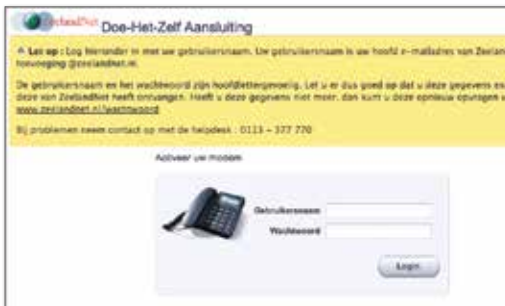 ZeelandNet Doe-Het-Zelf Aansluiting
Let op : Log hieronder in met uw gebruikersnaam. Uw gebruikersnaam is uw hoofd e-mailadres van Zeelan
toevoeging @zeelandnet.nl.
De gebruikersnaam en het wachtwoord zijn hoofdlettergevoelig. Let u er dus goed op dat u deze gegevens
deze van ZeelandNet heeft ontvangen. Heeft u deze gegevens niet meer, dan kunt u deze opnieuw opvragen
www.zeelandnet.nl/wachtwoord
Bij problemen neem contact op met de helpdesk : 0113 - 377 770
Activeer uw modem
Gebruikersnaam
Wachtwoord
Login